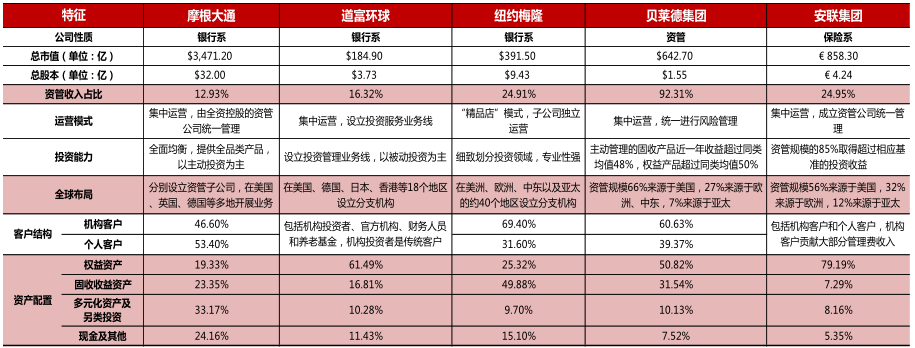 特征 摩根大通 道富环球 纽约梅隆 贝莱德集团 安联集团
公司性质 银行系 银行系 银行系 资管 保险系
总市值（单位：亿） $3,471.20 $184.90 $391.50 $642.70 € 858.30
总股本（单位：亿） $32.00 $3.73 $9.43 $1.55 € 4.24
资管收入占比 12.93% 16.32% 24.91% 92.31% 24.95%
运营模式 集中运营，由全资控股的资管公司统一管理 集中运营，设立投资服务业务线 “精品店”模式，子公司独立运营 集中运营，统一进行风险管理 集中运营，成立资管公司统一管理
投资能力 全面均衡，提供全品类产品，以主动投资为主 设立投资管理业务线，以被动投资为主 细致划分投资领域，专业性强 主动管理的固收产品近一年收益超过同类均值48%，权益产品超过同类均值50% 资管规模的85%取得超过相应基准的投资收益
全球布局 分别设立资管子公司，在美国、英国、德国等多地开展业务 在美国、德国、日本、香港等18个地区设立分支机构 在美洲、欧洲、中东以及亚太的约40个地区设立分支机构 资管规模66%来源于美国，27%来源于欧洲、中东，7%来源于亚太 资管规模56%来源于美国，32%来源于欧洲，12%来源于亚太
客户结构 机构客户 46.60% 包括机构投资者、官方机构、财务人员和养老基金，机构投资者是传统客户 69.40% 60.63% 包括机构客户和个人客户，机构客户贡献大部分管理费收入
个人客户 53.40% 31.60% 39.37%
资产配置 权益资产 19.33% 61.49% 25.32% 50.82% 79.19%
固收收益资产 23.35% 16.81% 49.88% 31.54% 7.29%
多元化资产及另类投资 33.17% 10.28% 9.70% 10.13% 8.16%
现金及其他 24.16% 11.43% 15.10% 7.52% 5.35%